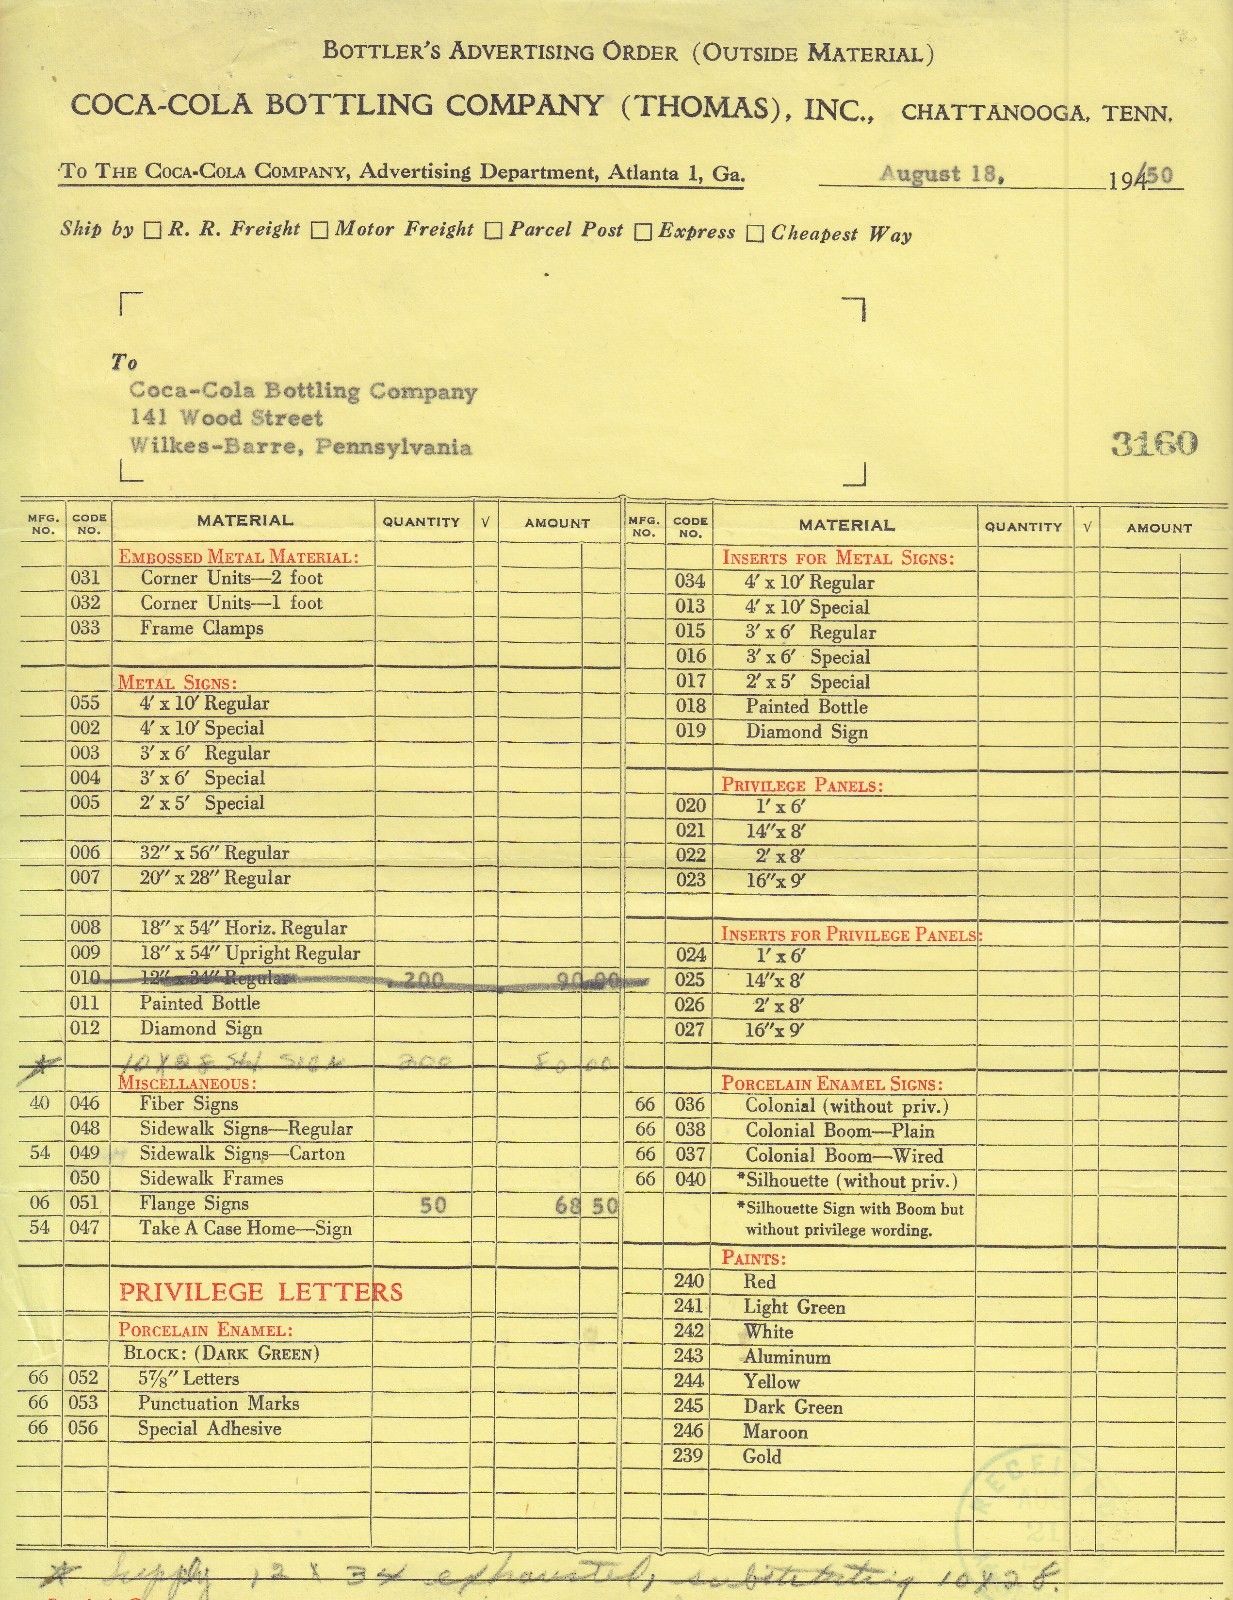 BOTTLER'S ADVERTISING ORDER (OUTSIDE MATERIAL)
COCA-COLA BOTTLING COMPANY (THOMAS), INC., CHATTANOOGA, TENN.
To THE COCA-COLA COMPANY, Advertising Department, Atlanta 1, Ga. August 18, 194/50
Ship by □ R. R. Freight □ Motor Freight □ Parcel Post □ Express □ Cheapest Way
To
Coca-Cola Bottling Company
141 Wood Street
Wilkes-Barre, Pennsylvania
3160
MFG. NO. CODE NO. MATERIAL QUANTITY √ AMOUNT
EMBOSSED METAL MATERIAL:
031 Corner Units—2 foot
032 Corner Units—1 foot
033 Frame Clamps
METAL SIGNS:
055 4' x 10' Regular
002 4' x 10' Special
003 3' x 6' Regular
004 3' x 6' Special
005 2' x 5' Special
006 32" x 56" Regular
007 20" x 28" Regular
008 18" x 54" Horiz. Regular
009 18" x 54" Upright Regular
010 12" x 34" Regular 200 90 00
011 Painted Bottle
012 Diamond Sign
* 10 X 28 Stl Sign 200 80 00
MISCELLANEOUS:
40 046 Fiber Signs
048 Sidewalk Signs—Regular
54 049 Sidewalk Signs—Carton
050 Sidewalk Frames
06 051 Flange Signs 50 68 50
54 047 Take A Case Home—Sign
PRIVILEGE LETTERS
PORCELAIN ENAMEL:
BLOCK: (DARK GREEN)
66 052 5⅞" Letters
66 053 Punctuation Marks
66 056 Special Adhesive
MFG. NO. CODE NO. MATERIAL QUANTITY √ AMOUNT
INSERTS FOR METAL SIGNS:
034 4' x 10' Regular
013 4' x 10' Special
015 3' x 6' Regular
016 3' x 6' Special
017 2' x 5' Special
018 Painted Bottle
019 Diamond Sign
PRIVILEGE PANELS:
020 1' x 6'
021 14" x 8'
022 2' x 8'
023 16" x 9'
INSERTS FOR PRIVILEGE PANELS:
024 1' x 6'
025 14" x 8'
026 2' x 8'
027 16" x 9'
PORCELAIN ENAMEL SIGNS:
66 036 Colonial (without priv.)
66 038 Colonial Boom—Plain
66 037 Colonial Boom—Wired
66 040 *Silhouette (without priv.)
*Silhouette Sign with Boom but
without privilege wording.
PAINTS:
240 Red
241 Light Green
242 White
243 Aluminum
244 Yellow
245 Dark Green
246 Maroon
239 Gold
* Supply 12 x 34 exhausted, substituting 10X28.